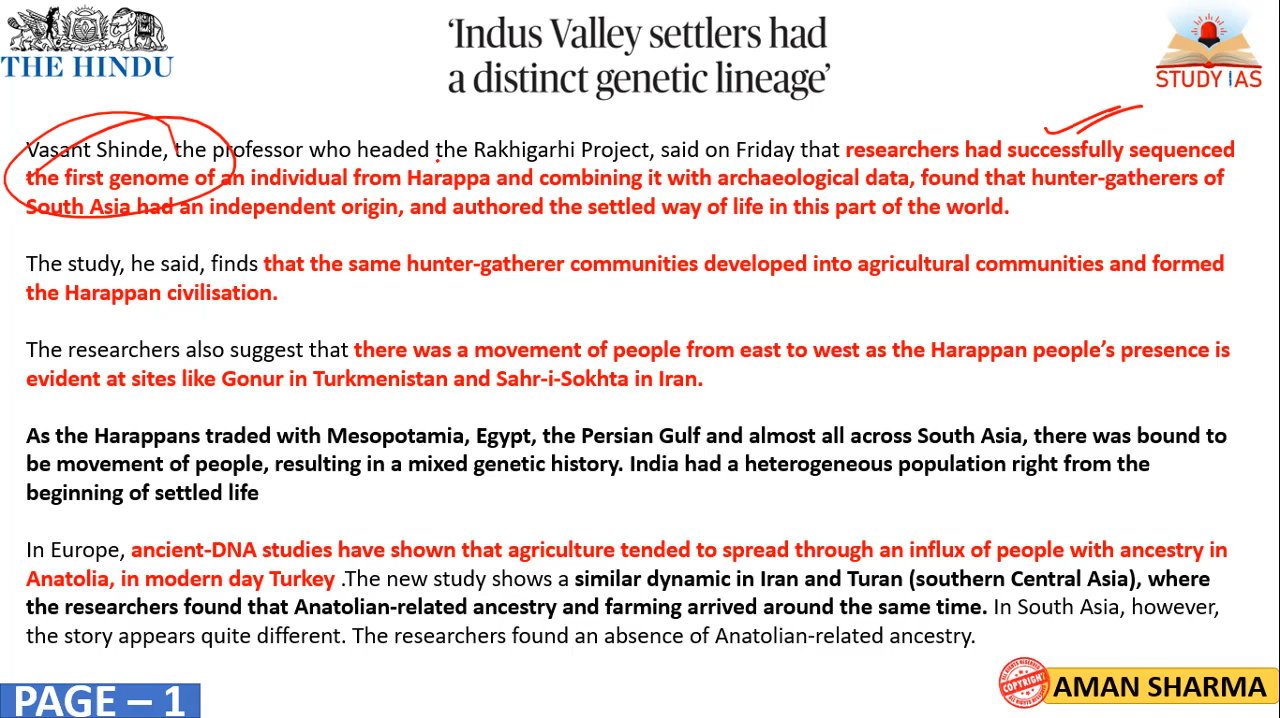 THE HINDU
‘Indus Valley settlers had
a distinct genetic lineage’
STUDY IAS
Vasant Shinde, the professor who headed the Rakhigarhi Project, said on Friday that researchers had successfully sequenced
the first genome of an individual from Harappa and combining it with archaeological data, found that hunter-gatherers of
South Asia had an independent origin, and authored the settled way of life in this part of the world.
The study, he said, finds that the same hunter-gatherer communities developed into agricultural communities and formed
the Harappan civilisation.
The researchers also suggest that there was a movement of people from east to west as the Harappan people’s presence is
evident at sites like Gonur in Turkmenistan and Sahr-i-Sokhta in Iran.
As the Harappans traded with Mesopotamia, Egypt, the Persian Gulf and almost all across South Asia, there was bound to
be movement of people, resulting in a mixed genetic history. India had a heterogeneous population right from the
beginning of settled life
In Europe, ancient-DNA studies have shown that agriculture tended to spread through an influx of people with ancestry in
Anatolia, in modern day Turkey .The new study shows a similar dynamic in Iran and Turan (southern Central Asia), where
the researchers found that Anatolian-related ancestry and farming arrived around the same time. In South Asia, however,
the story appears quite different. The researchers found an absence of Anatolian-related ancestry.
PAGE – 1
COPYRIGHT
AMAN SHARMA